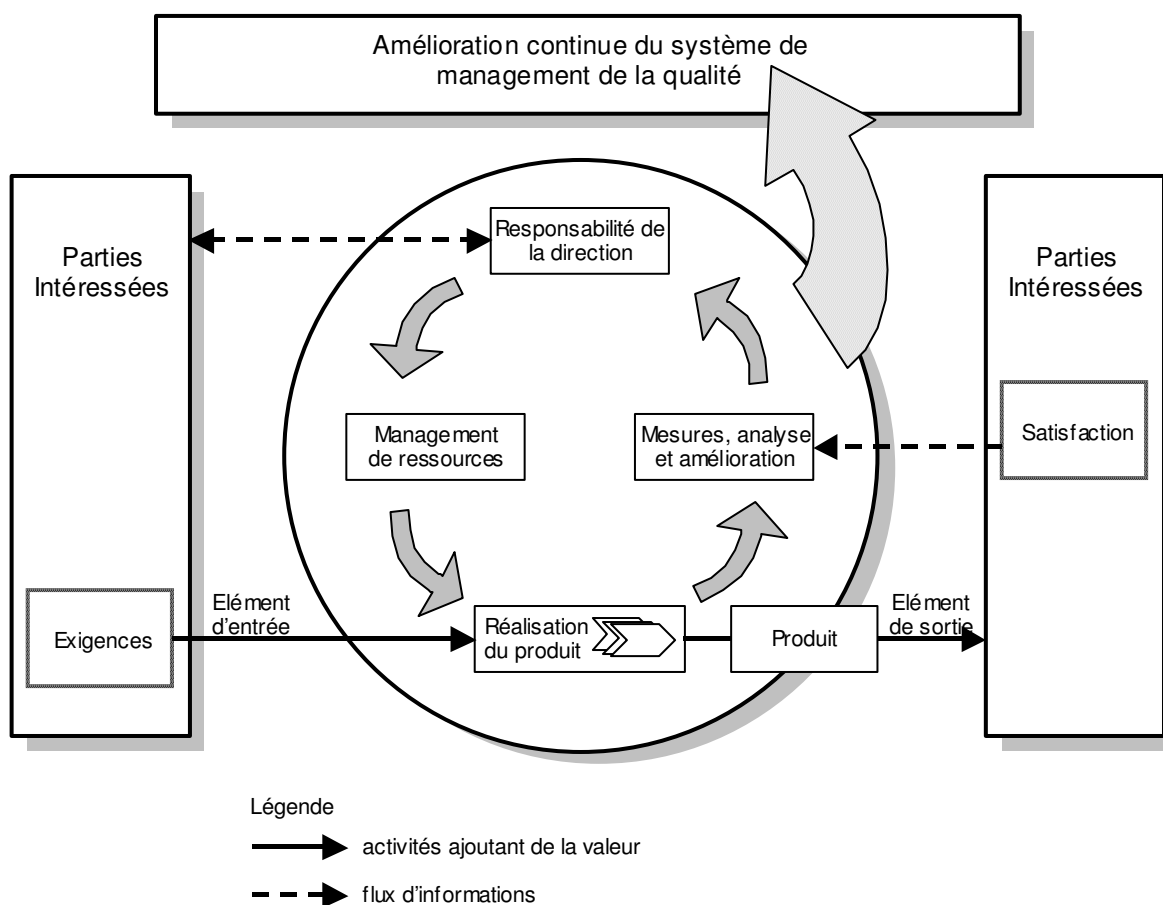 Amélioration continue du système de
management de la qualité
Parties
Intéressées
Responsabilité de
la direction
Parties
Intéressées
Management
de ressources
Mesures, analyse
et amélioration
Satisfaction
Exigences
Elément
d'entrée
Réalisation
du produit
Produit
Elément
de sortie
Légende
activités ajoutant de la valeur
flux d'informations